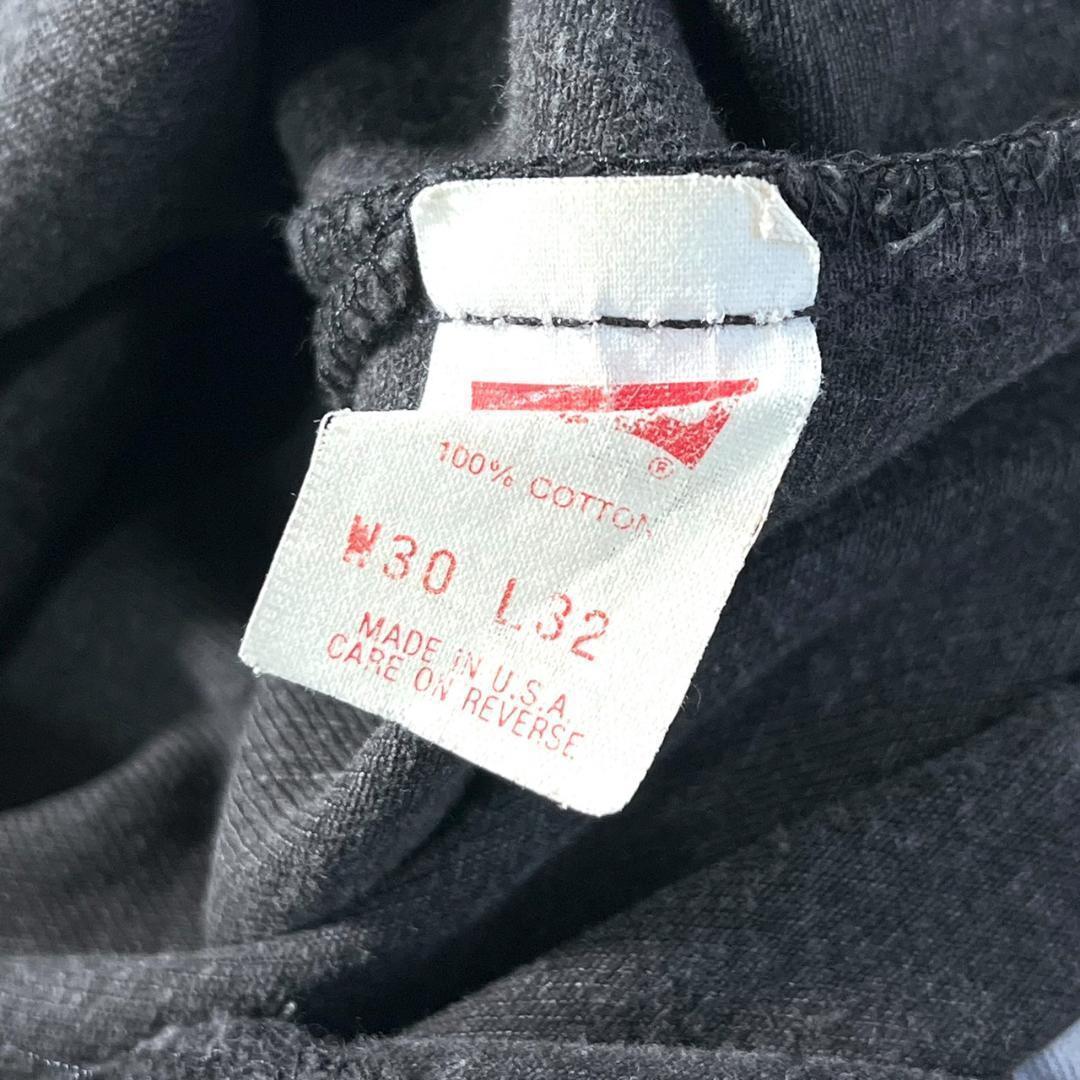 ®
100% COTTON
W30 L32
MADE IN U.S.A.
CARE ON REVERSE